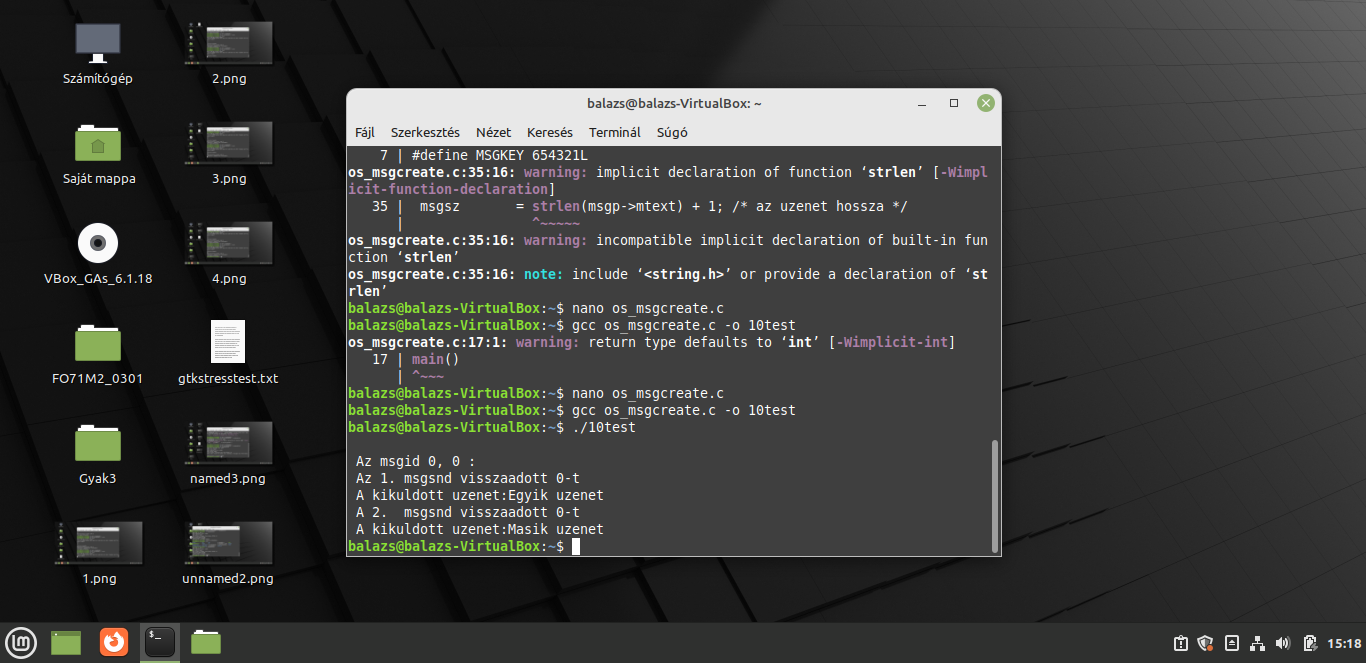 Számítógép
2.png
Saját mappa
3.png
VBox_GAs_6.1.18
4.png
FO71M2_0301
gtkstresstest.txt
Gyak3
named3.png
1.png
unnamed2.png
balazs@balazs-VirtualBox: ~
Fájl Szerkesztés Nézet Keresés Terminál Súgó
7 | #define MSGKEY 654321L
os_msgcreate.c:35:16: warning: implicit declaration of function ‘strlen’ [-Wimpl
icit-function-declaration]
35 |  msgsz       = strlen(msgp->mtext) + 1; /* az uzenet hossza */
|                ^~~~~~
os_msgcreate.c:35:16: warning: incompatible implicit declaration of built-in fun
ction ‘strlen’
os_msgcreate.c:35:16: note: include ‘<string.h>’ or provide a declaration of ‘st
rlen’
balazs@balazs-VirtualBox:~$ nano os_msgcreate.c
balazs@balazs-VirtualBox:~$ gcc os_msgcreate.c -o 10test
os_msgcreate.c:17:1: warning: return type defaults to ‘int’ [-Wimplicit-int]
17 | main()
| ^~~~
balazs@balazs-VirtualBox:~$ nano os_msgcreate.c
balazs@balazs-VirtualBox:~$ gcc os_msgcreate.c -o 10test
balazs@balazs-VirtualBox:~$ ./10test
Az msgid 0, 0 :
Az 1. msgsnd visszaadott 0-t
A kikuldott uzenet:Egyik uzenet
A 2.  msgsnd visszaadott 0-t
A kikuldott uzenet:Masik uzenet
balazs@balazs-VirtualBox:~$
15:18